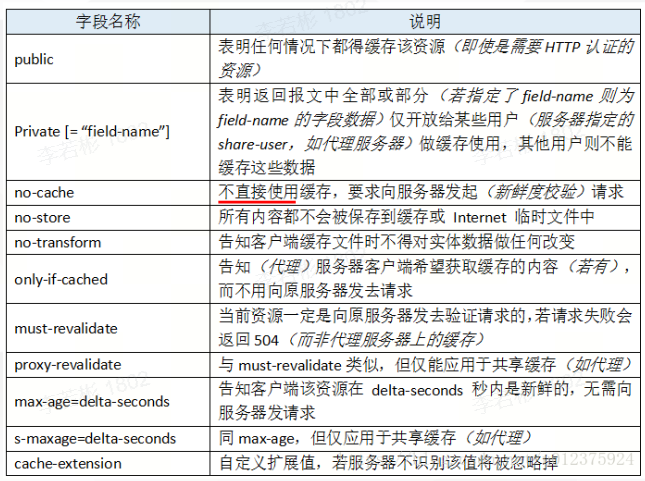 字段名称 说明
public 表明任何情况下都得缓存该资源（即使是需要 HTTP 认证的
资源）
表明返回报文中全部或部分（若指定了 field-name 则为
Private [= “field-name”] field-name 的字段数据）仅开放给某些用户（服务器指定的
share-user，如代理服务器）做缓存使用，其他用户则不能
缓存这些数据
no-cache 不直接使用缓存，要求向服务器发起（新鲜度校验）请求
no-store 所有内容都不会被保存到缓存或 Internet 临时文件中
no-transform 告知客户端缓存文件时不得对实体数据做任何改变
only-if-cached 告知（代理）服务器客户端希望获取缓存的内容（若有），
而不用向原服务器发去请求
must-revalidate 当前资源一定是向原服务器发去验证请求的，若请求失败会
返回 504（而非代理服务器上的缓存）
proxy-revalidate 与 must-revalidate 类似，但仅能应用于共享缓存（如代理）
max-age=delta-seconds 告知客户端该资源在 delta-seconds 秒内是新鲜的，无需向
服务器发请求
s-maxage=delta-seconds 同 max-age，但仅应用于共享缓存（如代理）
cache-extension 自定义扩展值，若服务器不识别该值将被忽略掉
李若彬 1802